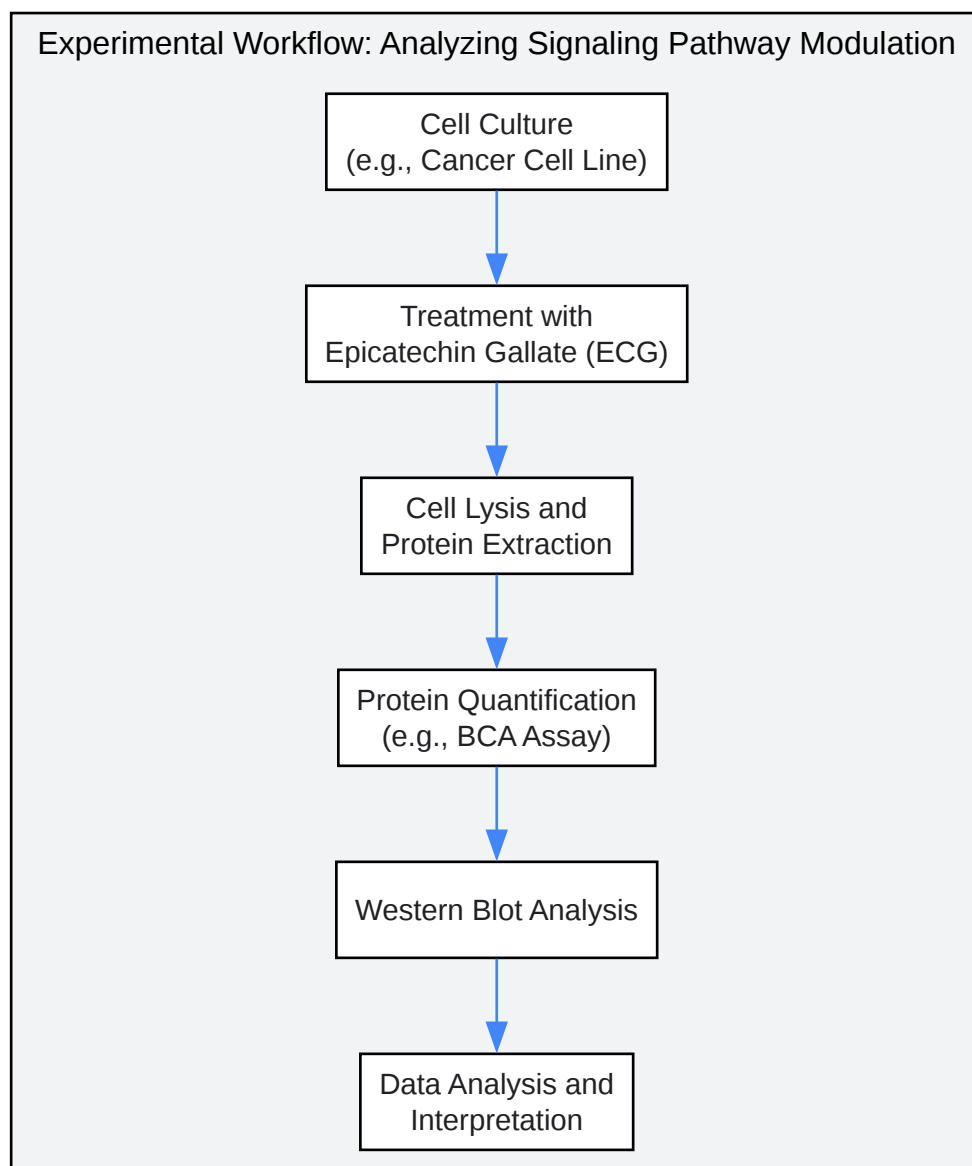 Experimental Workflow: Analyzing Signaling Pathway Modulation
Cell Culture
(e.g., Cancer Cell Line)
Treatment with
Epicatechin Gallate (ECG)
Cell Lysis and
Protein Extraction
Protein Quantification
(e.g., BCA Assay)
Western Blot Analysis
Data Analysis and
Interpretation